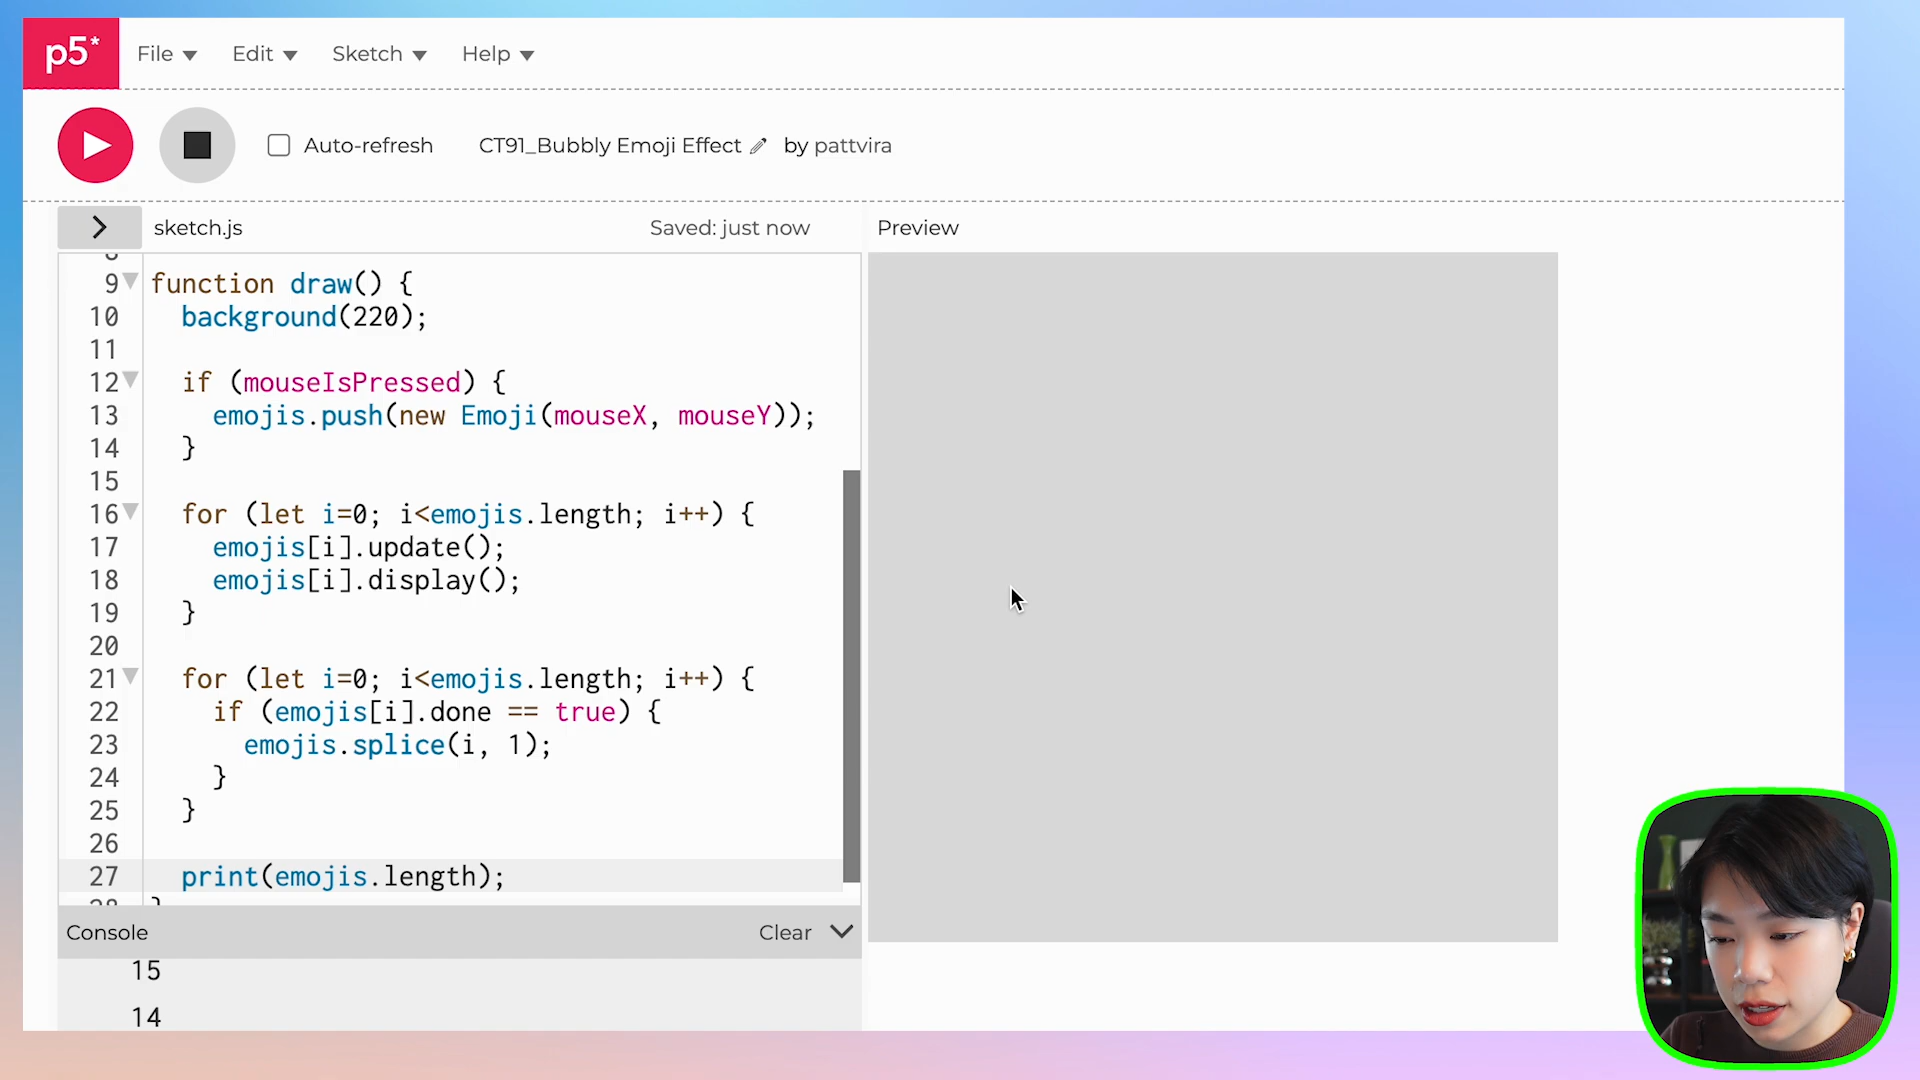 p5* File Edit Sketch Help
Auto-refresh CT91_Bubbly Emoji Effect by pattvira
sketch.js Saved: just now Preview
9 function draw() {
10 background(220);
11
12 if (mouseIsPressed) {
13 emojis.push(new Emoji(mouseX, mouseY));
14 }
15
16 for (let i=0; i<emojis.length; i++) {
17 emojis[i].update();
18 emojis[i].display();
19 }
20
21 for (let i=0; i<emojis.length; i++) {
22 if (emojis[i].done == true) {
23 emojis.splice(i, 1);
24 }
25 }
26
27 print(emojis.length);
28 }
Console Clear
15
14